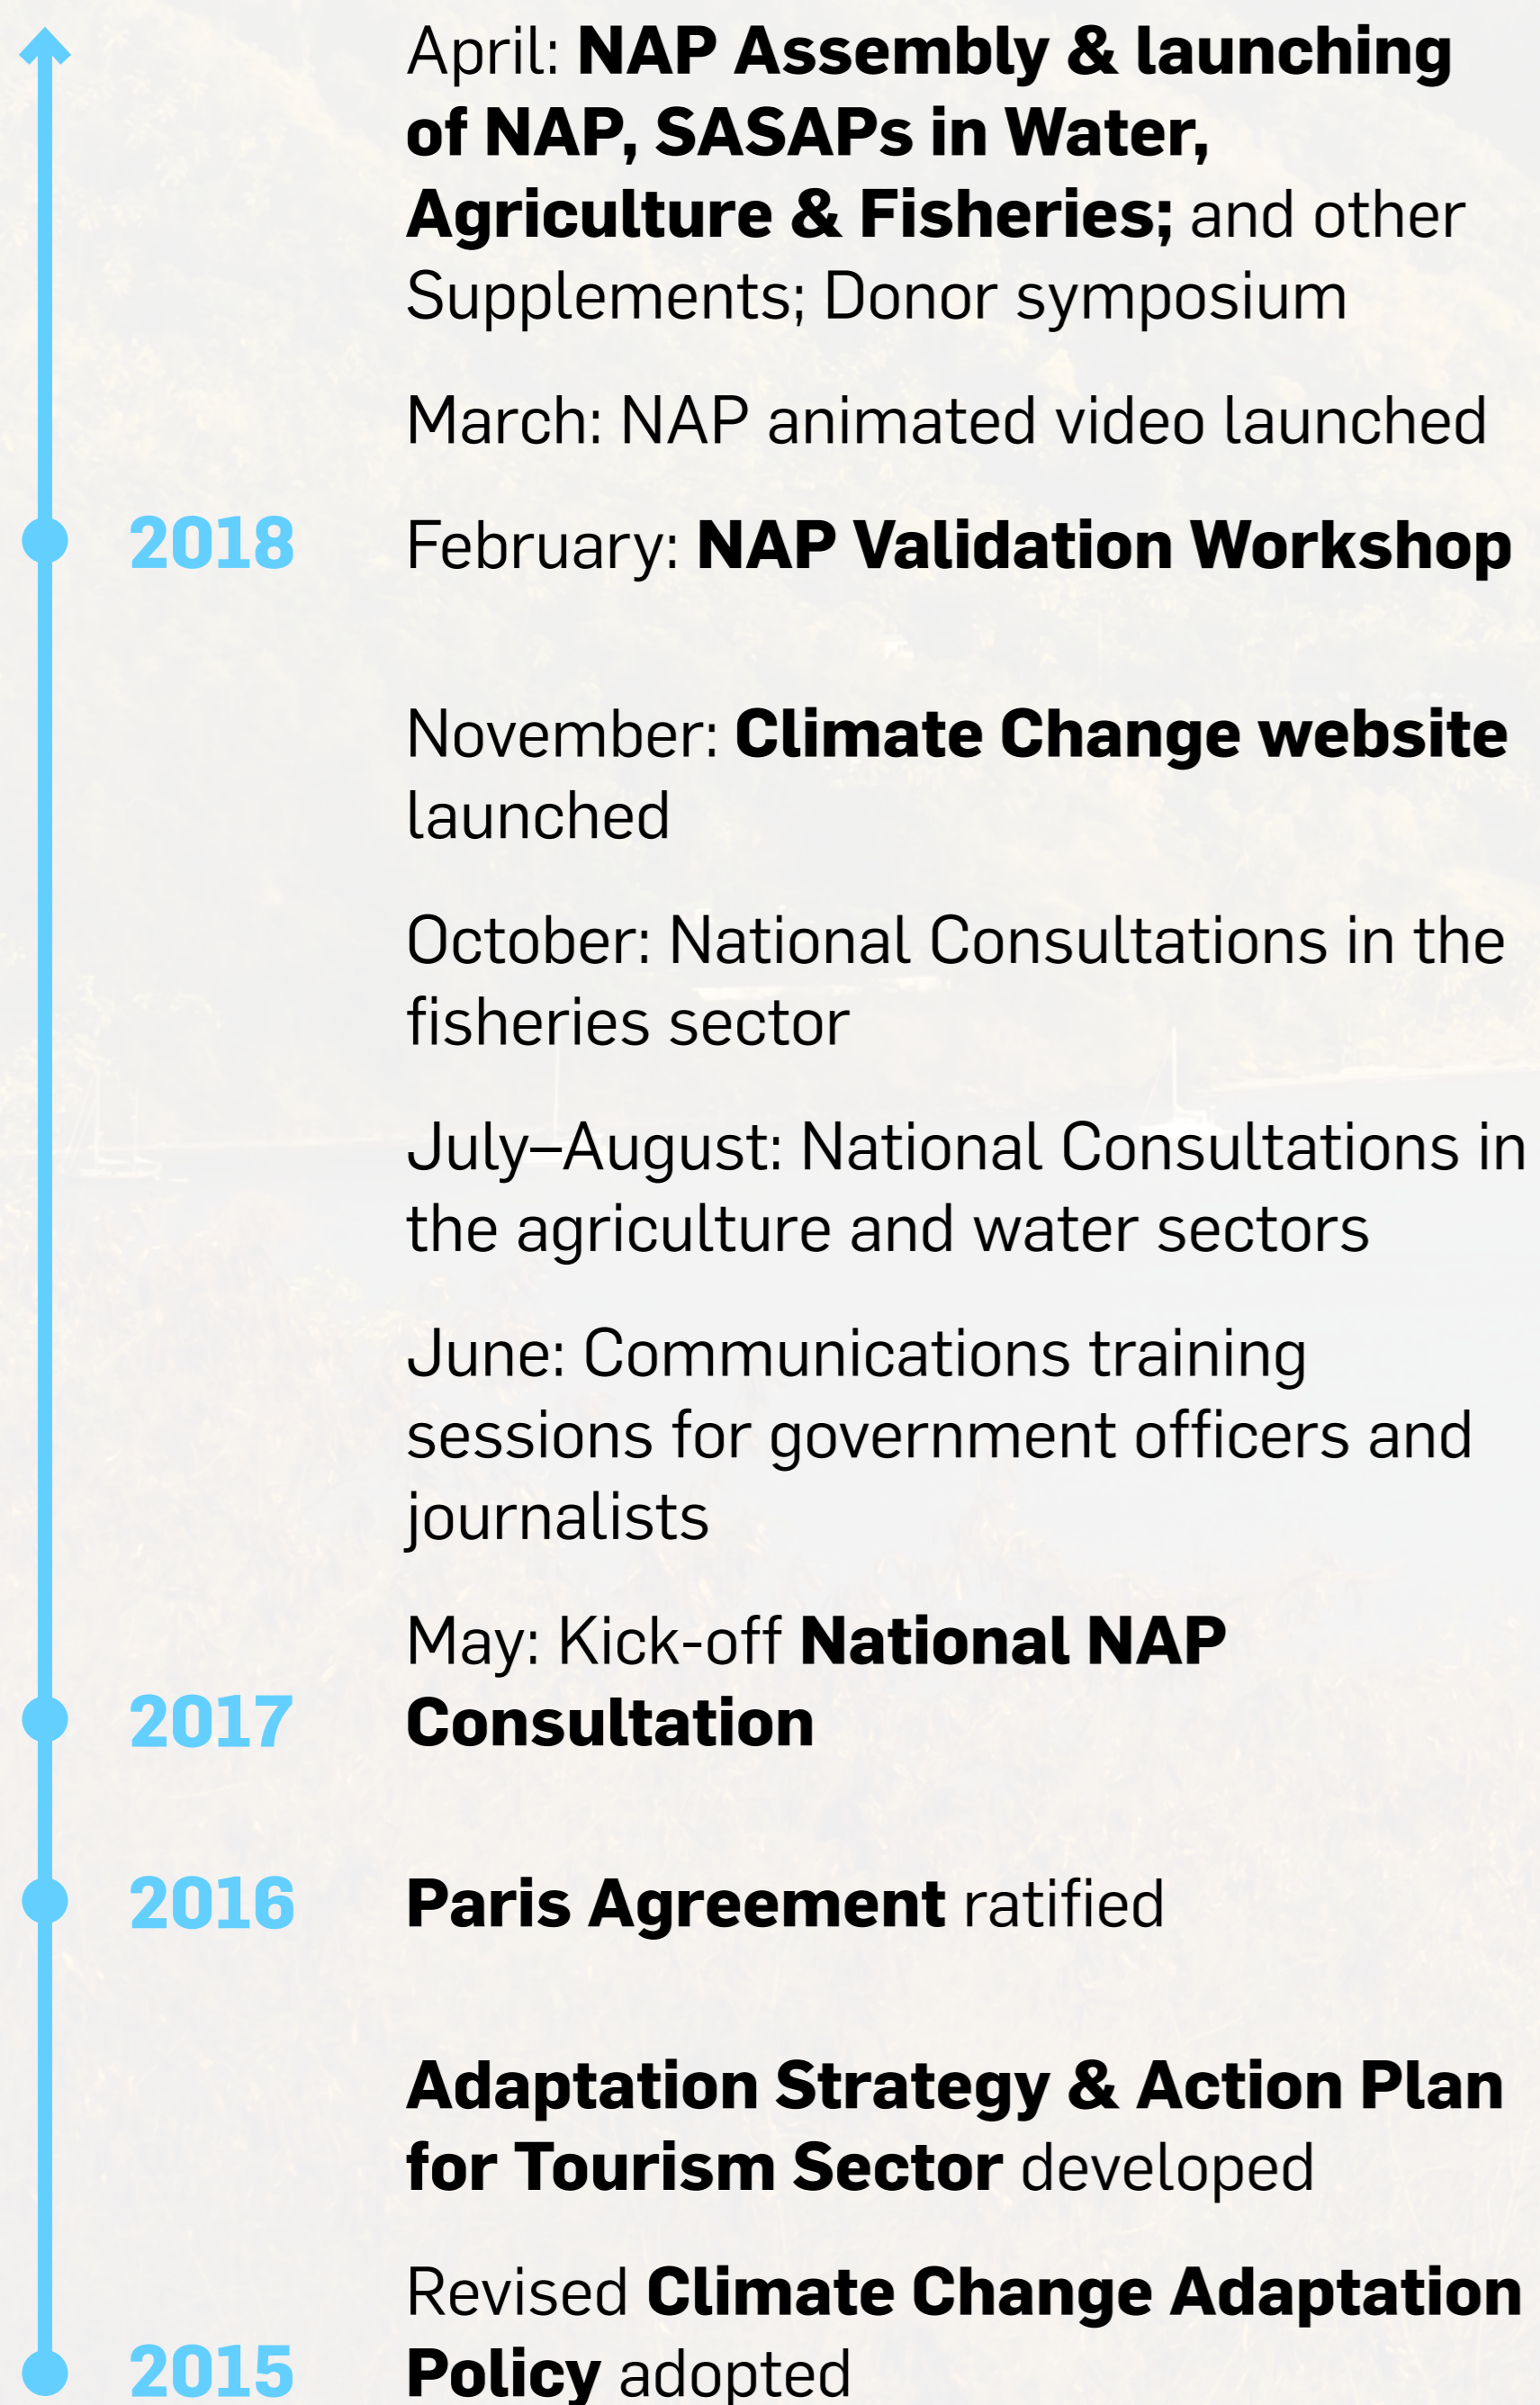 April: NAP Assembly & launching
of NAP, SASAPs in Water,
Agriculture & Fisheries; and other
Supplements; Donor symposium
March: NAP animated video launched
2018 February: NAP Validation Workshop
November: Climate Change website
launched
October: National Consultations in the
fisheries sector
July–August: National Consultations in
the agriculture and water sectors
June: Communications training
sessions for government officers and
journalists
May: Kick-off National NAP
2017 Consultation
2016 Paris Agreement ratified
Adaptation Strategy & Action Plan
for Tourism Sector developed
Revised Climate Change Adaptation
2015 Policy adopted